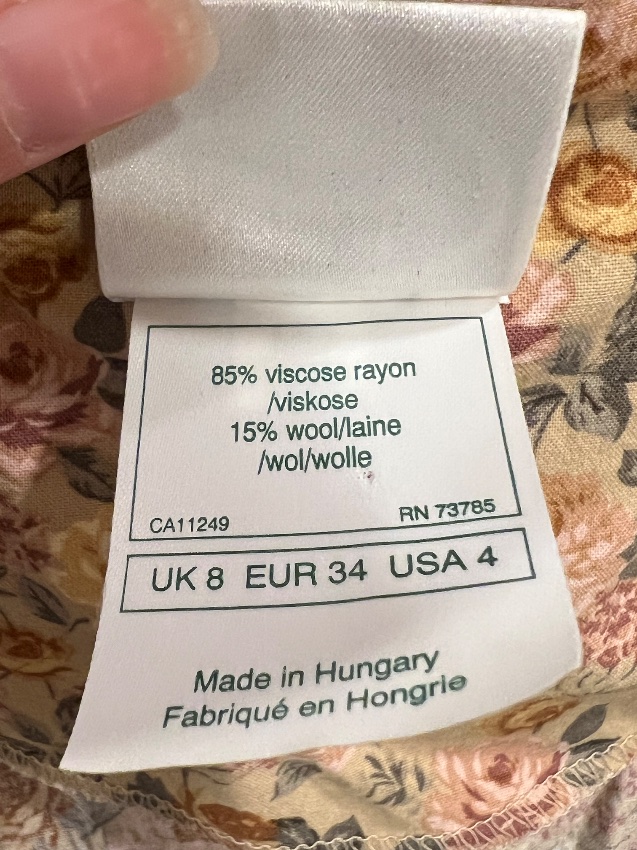 85% viscose rayon
/viskose
15% wool/laine
/wol/wolle
CA11249 RN 73785
UK 8 EUR 34 USA 4
Made in Hungary
Fabriqué en Hongrie